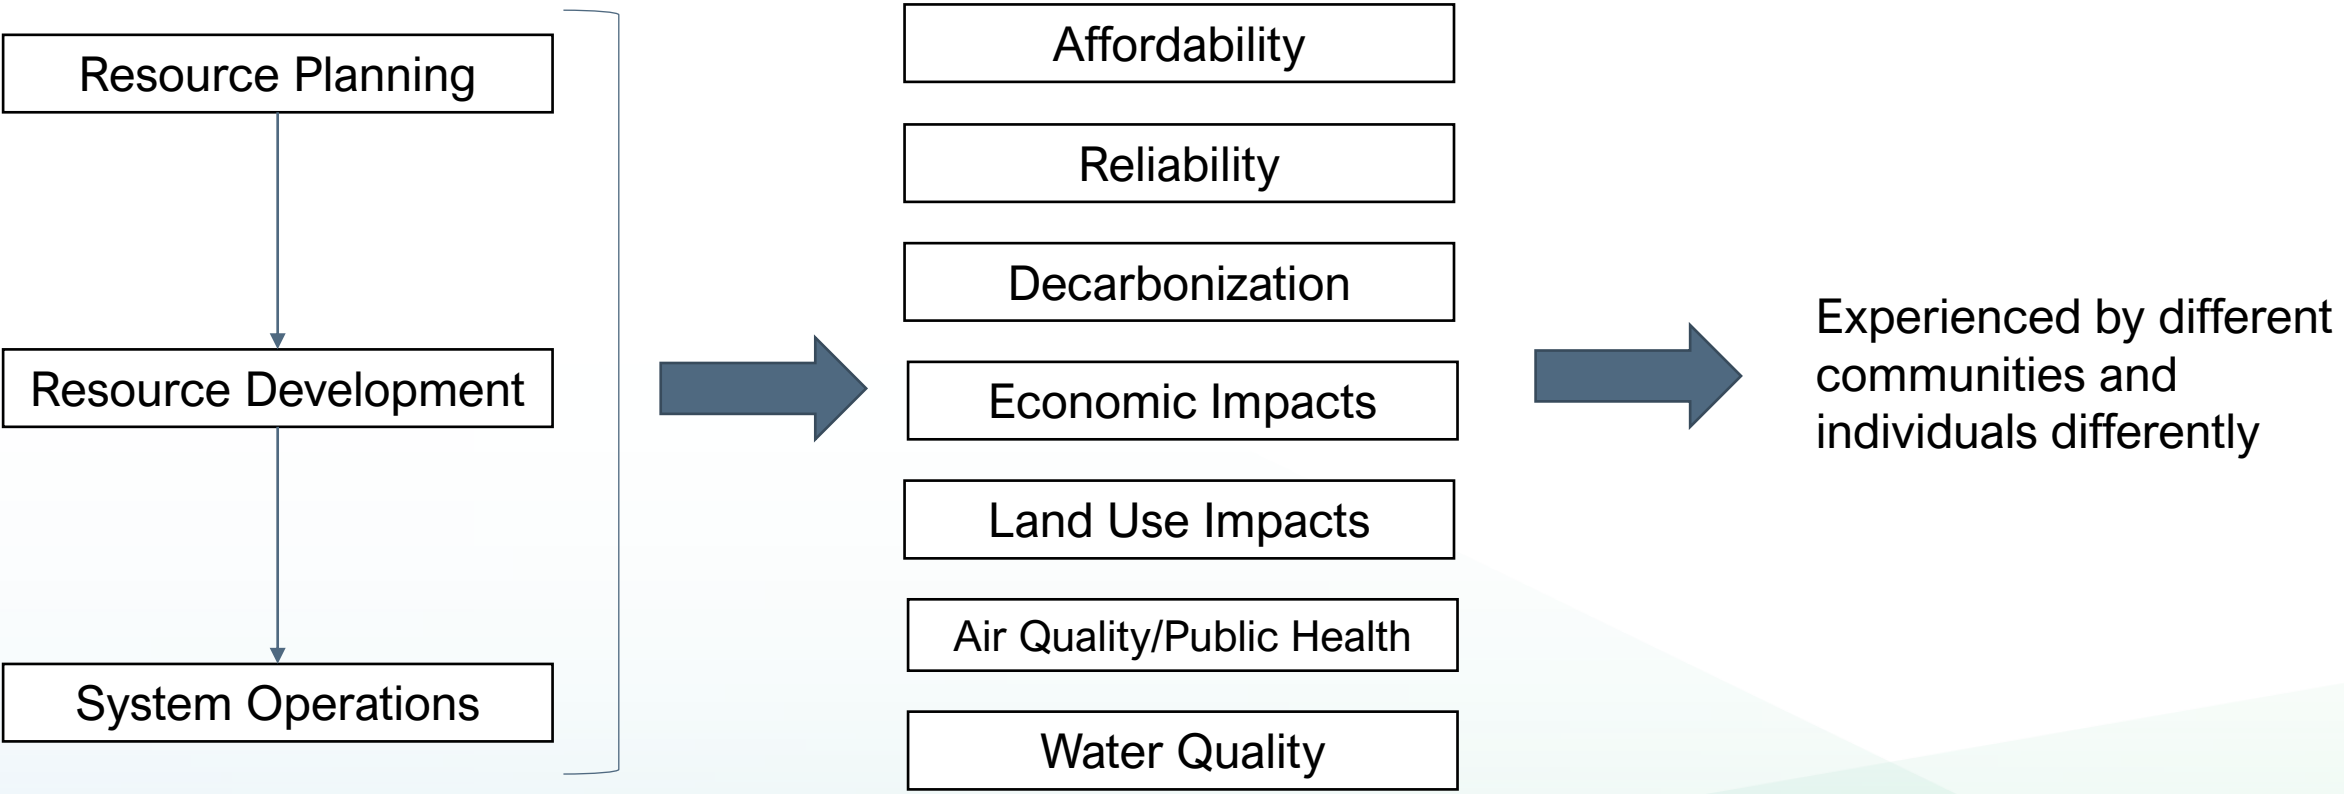 Resource Planning
Resource Development
System Operations
Affordability
Reliability
Decarbonization
Economic Impacts
Land Use Impacts
Air Quality/Public Health
Water Quality
Experienced by different
communities and
individuals differently